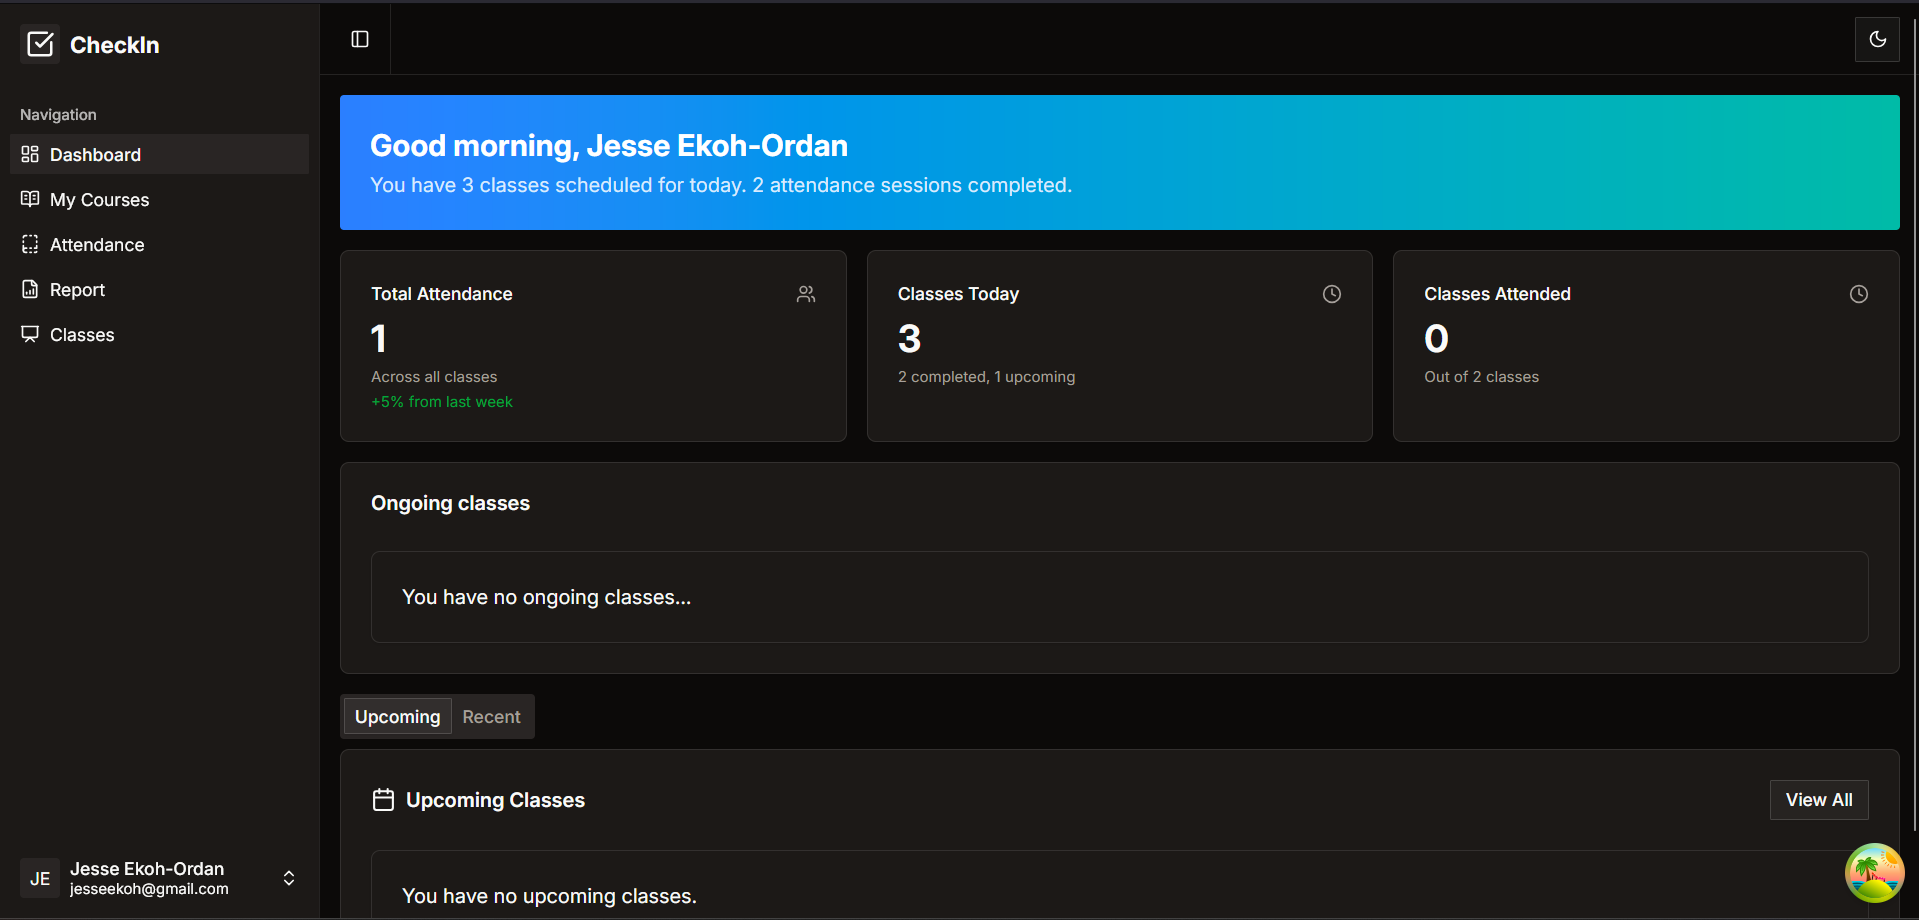 CheckIn
Navigation
Dashboard
My Courses
Attendance
Report
Classes
JE
Jesse Ekoh-Ordan
jesseekoh@gmail.com
Good morning, Jesse Ekoh-Ordan
You have 3 classes scheduled for today. 2 attendance sessions completed.
Total Attendance
1
Across all classes
+5% from last week
Classes Today
3
2 completed, 1 upcoming
Classes Attended
0
Out of 2 classes
Ongoing classes
You have no ongoing classes...
Upcoming Recent
Upcoming Classes
View All
You have no upcoming classes.